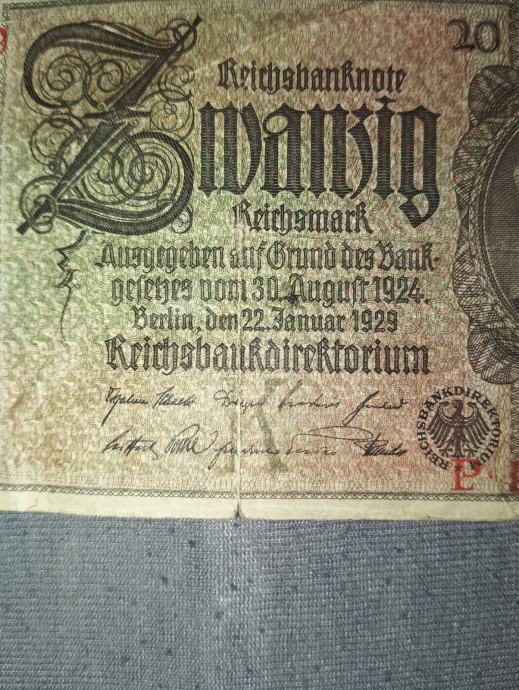 20
Reichsbanknote
Zwanzig
Reichsmark
Ausgegeben auf Grund des Bank-
gesetzes vom 30. August 1924.
Berlin, den 22. Januar 1929
Reichsbankdirektorium
REICHSBANKDIREKTORIUM
P